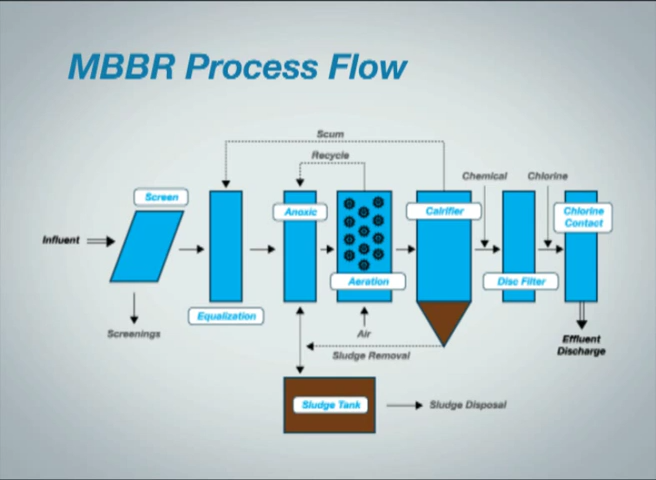 MBBR Process Flow
Scum
Recycle
Chemical
Chlorine
Screen
Anoxic
Calrifier
Chlorine
Contact
Influent
Aeration
Disc Filter
Equalization
Screenings
Air
Sludge Removal
Effluent
Discharge
Sludge Tank
Sludge Disposal